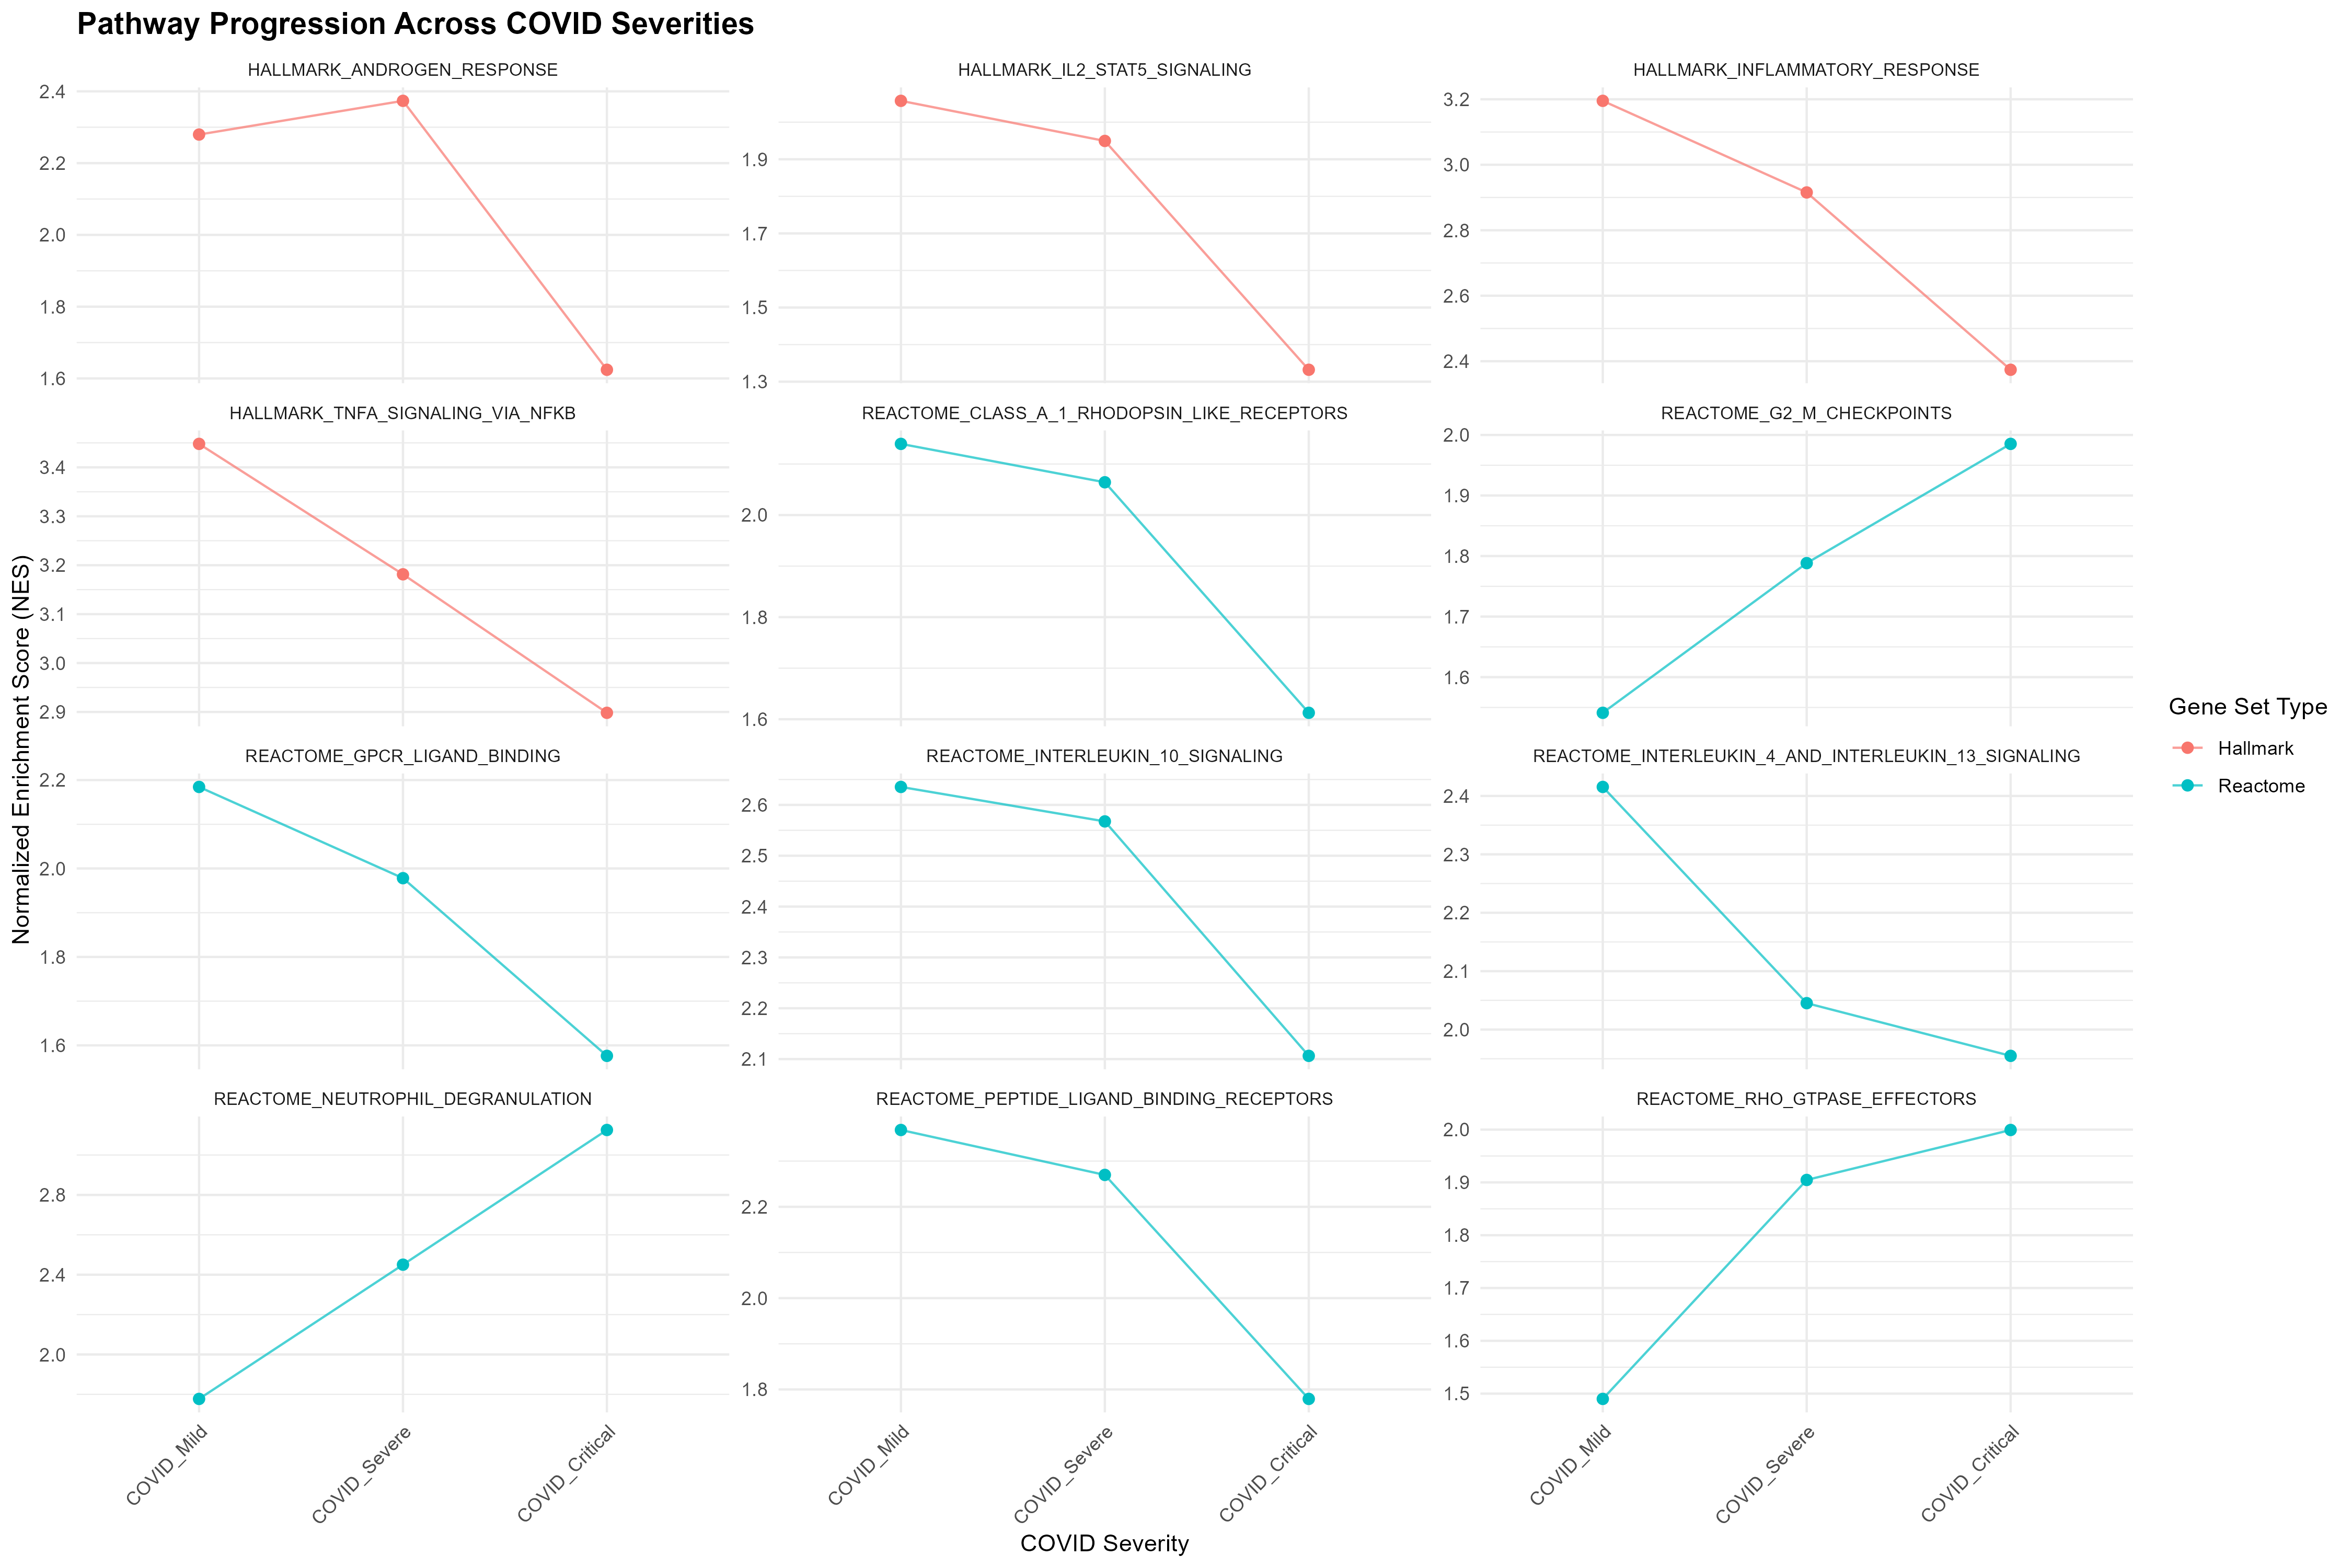 Pathway Progression Across COVID Severities
HALLMARK_ANDROGEN_RESPONSE
2.4
2.2
2.0
1.8
1.6
HALLMARK_IL2_STAT5_SIGNALING
1.9
1.7
1.5
1.3
HALLMARK_INFLAMMATORY_RESPONSE
3.2
3.0
2.8
2.6
2.4
HALLMARK_TNFA_SIGNALING_VIA_NFKB
3.4
3.3
3.2
3.1
3.0
2.9
REACTOME_CLASS_A_1_RHODOPSIN_LIKE_RECEPTORS
2.0
1.8
1.6
REACTOME_G2_M_CHECKPOINTS
2.0
1.9
1.8
1.7
1.6
REACTOME_GPCR_LIGAND_BINDING
2.2
2.0
1.8
1.6
REACTOME_INTERLEUKIN_10_SIGNALING
2.6
2.5
2.4
2.3
2.2
2.1
REACTOME_INTERLEUKIN_4_AND_INTERLEUKIN_13_SIGNALING
2.4
2.3
2.2
2.1
2.0
REACTOME_NEUTROPHIL_DEGRANULATION
2.8
2.4
2.0
REACTOME_PEPTIDE_LIGAND_BINDING_RECEPTORS
2.2
2.0
1.8
REACTOME_RHO_GTPASE_EFFECTORS
2.0
1.9
1.8
1.7
1.6
1.5
COVID_Mild
COVID_Severe
COVID_Critical
COVID_Mild
COVID_Severe
COVID_Critical
COVID_Mild
COVID_Severe
COVID_Critical
COVID Severity
Normalized Enrichment Score (NES)
Gene Set Type
Hallmark
Reactome